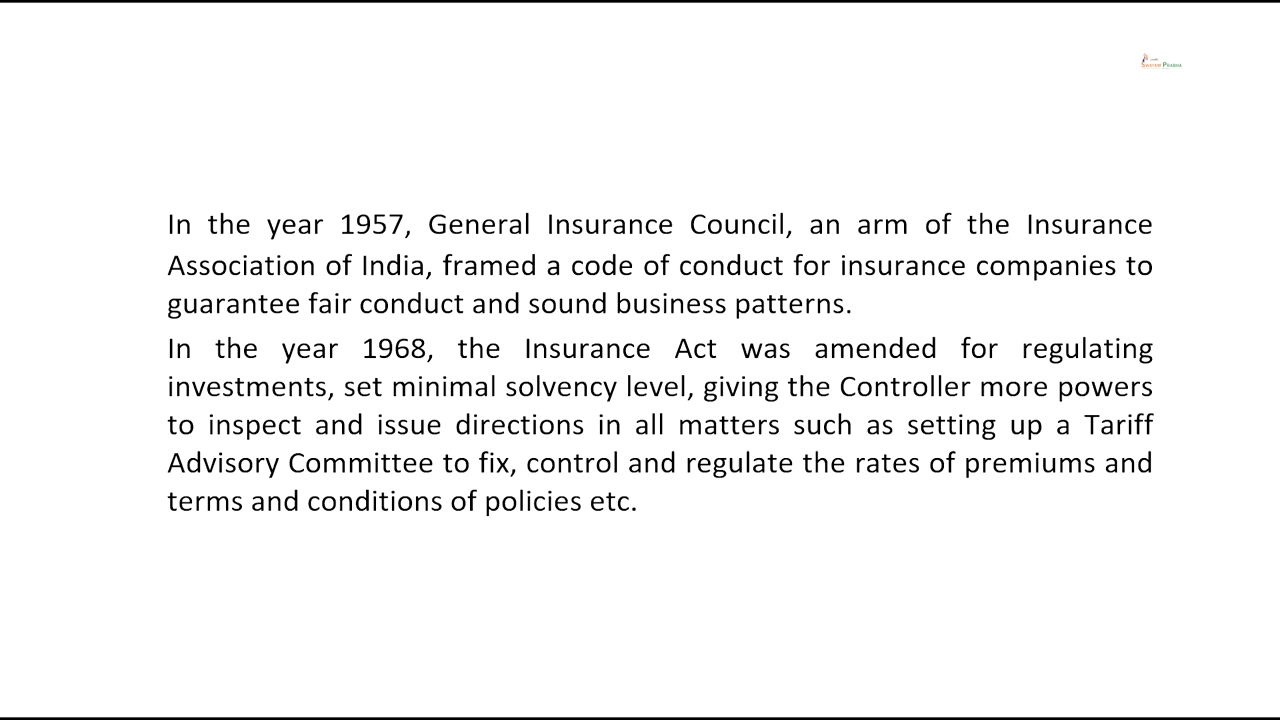 SWAYAM PRABHA
In the year 1957, General Insurance Council, an arm of the Insurance
Association of India, framed a code of conduct for insurance companies to
guarantee fair conduct and sound business patterns.
In the year 1968, the Insurance Act was amended for regulating
investments, set minimal solvency level, giving the Controller more powers
to inspect and issue directions in all matters such as setting up a Tariff
Advisory Committee to fix, control and regulate the rates of premiums and
terms and conditions of policies etc.